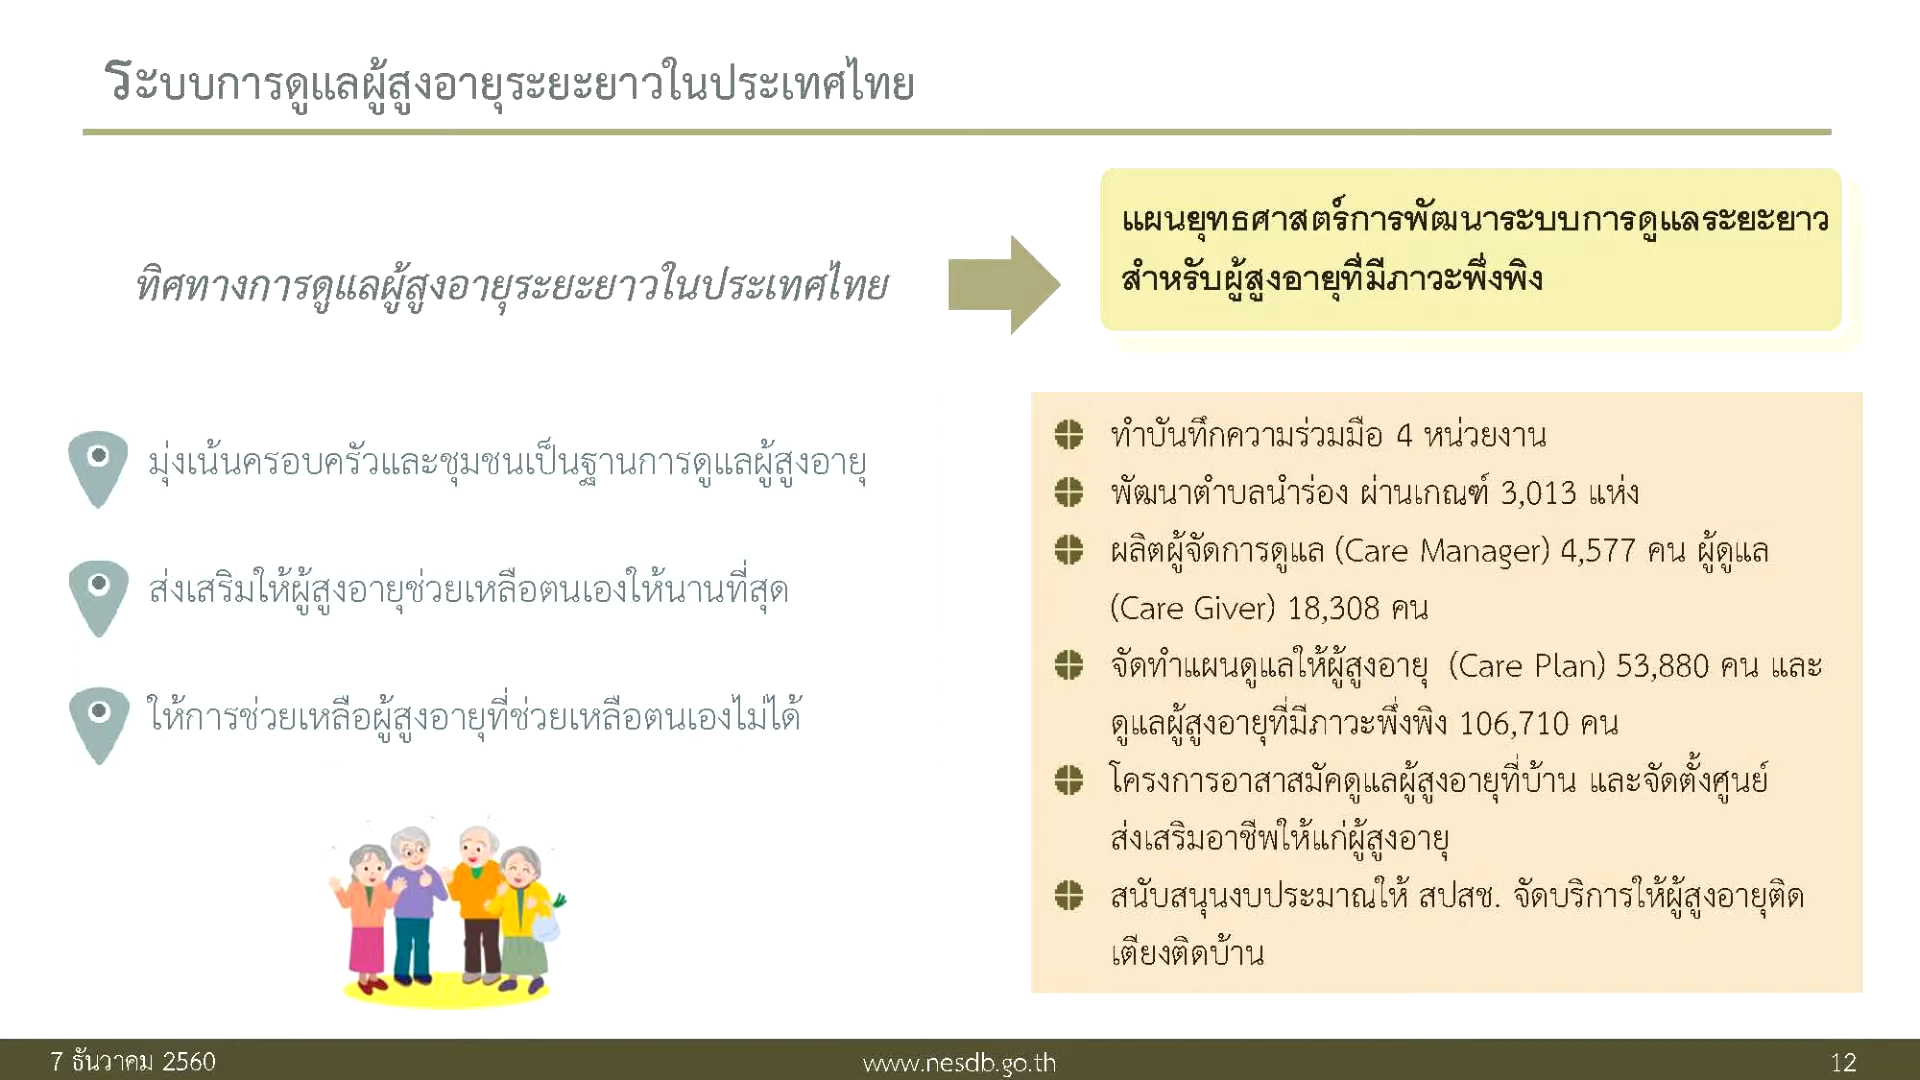 ระบบการดูแลผู้สูงอายุระยะยาวในประเทศไทย
ทิศทางการดูแลผู้สูงอายุระยะยาวในประเทศไทย
แผนยุทธศาสตร์การพัฒนาระบบการดูแลระยะยาว
สำหรับผู้สูงอายุที่มีภาวะพึ่งพิง
มุ่งเน้นครอบครัวและชุมชนเป็นฐานการดูแลผู้สูงอายุ
ส่งเสริมให้ผู้สูงอายุช่วยเหลือตนเองให้นานที่สุด
ให้การช่วยเหลือผู้สูงอายุที่ช่วยเหลือตนเองไม่ได้
ทำบันทึกความร่วมมือ 4 หน่วยงาน
พัฒนาตำบลนำร่อง ผ่านเกณฑ์ 3,013 แห่ง
ผลิตผู้จัดการดูแล (Care Manager) 4,577 คน ผู้ดูแล
(Care Giver) 18,308 คน
จัดทำแผนดูแลให้ผู้สูงอายุ (Care Plan) 53,880 คน และ
ดูแลผู้สูงอายุที่มีภาวะพึ่งพิง 106,710 คน
โครงการอาสาสมัคดูแลผู้สูงอายุที่บ้าน และจัดตั้งศูนย์
ส่งเสริมอาชีพให้แก่ผู้สูงอายุ
สนับสนุนงบประมาณให้ สปสช. จัดบริการให้ผู้สูงอายุติด
เตียงติดบ้าน
7 ธันวาคม 2560
www.nesdb.go.th
12